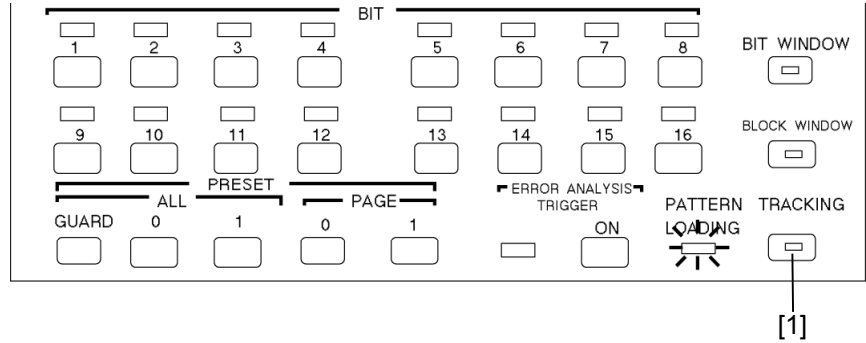 BIT
1 2 3 4 5 6 7 8 BIT WINDOW
BLOCK WINDOW
9 10 11 12 13 14 15 16
PRESET
ALL PAGE
ERROR ANALYSIS
TRIGGER
PATTERN TRACKING
LOADING
GUARD 0 1 0 1 ON
[1]